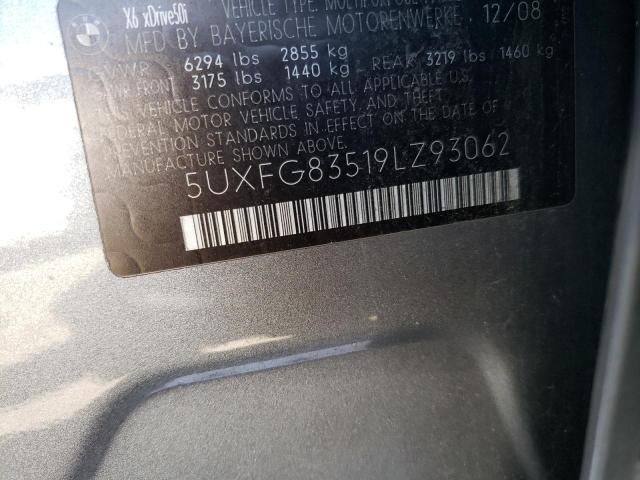 X6 xDrive50i
VEHICLE TYPE: MULTIPURPOSE
MFD BY BAYERISCHE MOTORENWERKE 12/08
GVWR 6294 lbs 2855 kg
GAWR FRONT 3175 lbs 1440 kg REAR 3219 lbs 1460 kg
THIS VEHICLE CONFORMS TO ALL APPLICABLE U.S.
FEDERAL MOTOR VEHICLE SAFETY, AND THEFT
PREVENTION STANDARDS IN EFFECT ON THE DATE OF
MANUFACTURE SHOWN ABOVE.
5UXFG83519LZ93062